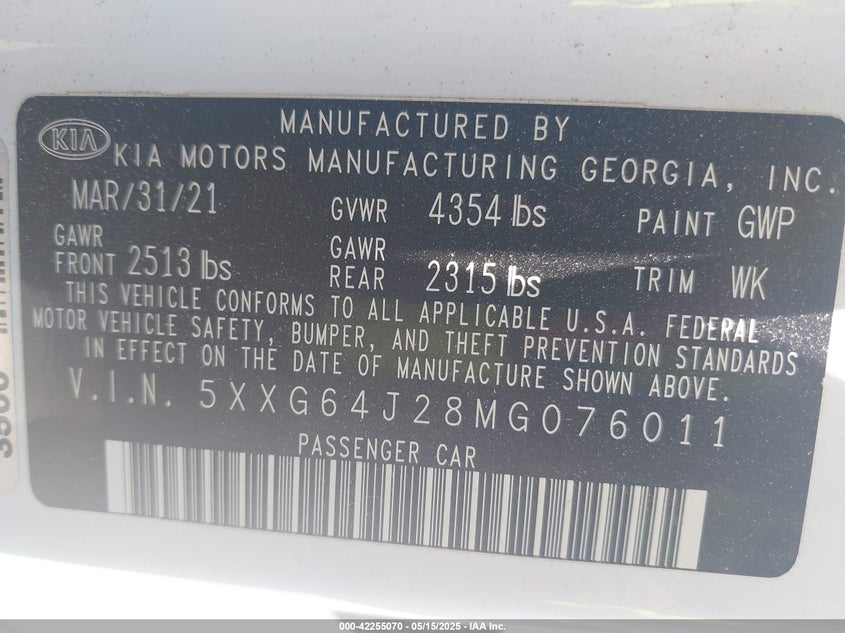 KIA
MANUFACTURED BY
KIA MOTORS MANUFACTURING GEORGIA, INC.
MAR/31/21 GVWR 4354 lbs PAINT GWP
GAWR FRONT 2513 lbs GAWR REAR 2315 lbs TRIM WK
THIS VEHICLE CONFORMS TO ALL APPLICABLE U.S.A. FEDERAL
MOTOR VEHICLE SAFETY, BUMPER, AND THEFT PREVENTION STANDARDS
IN EFFECT ON THE DATE OF MANUFACTURE SHOWN ABOVE.
V.I.N. 5XXG64J28MG076011
PASSENGER CAR
000-42255070 - 05/15/2025 - IAA Inc.